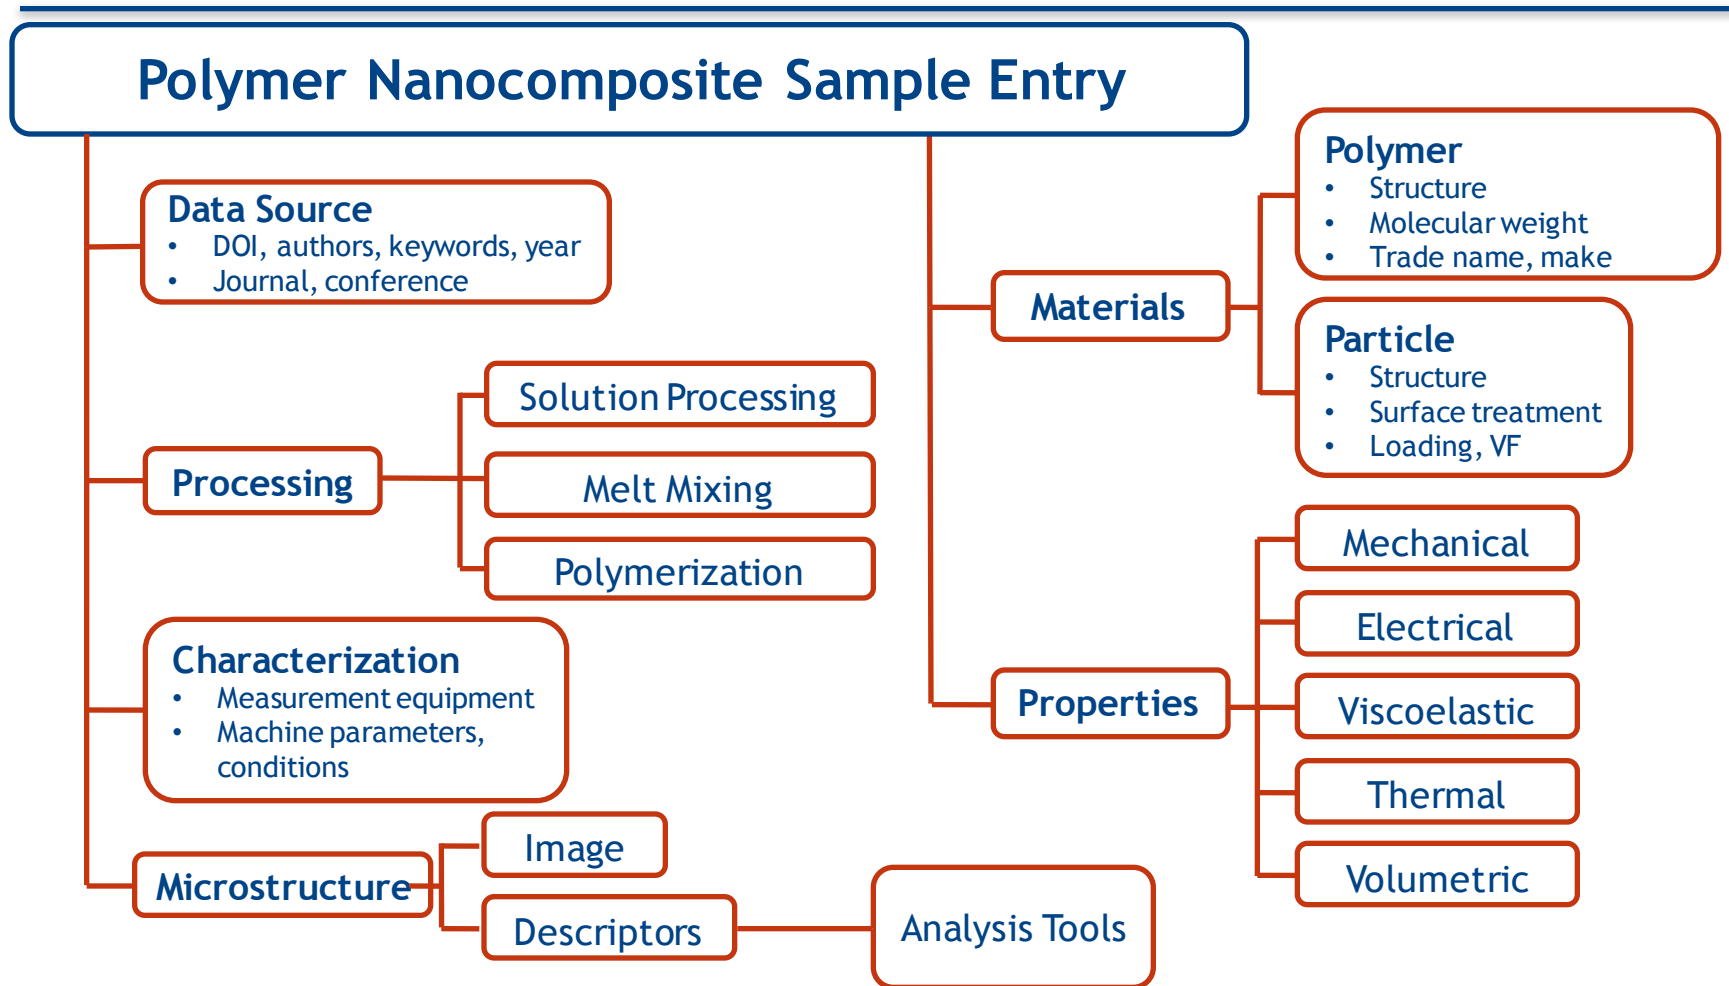 Polymer Nanocomposite Sample Entry
Data Source
• DOI, authors, keywords, year
• Journal, conference
Processing
Solution Processing
Melt Mixing
Polymerization
Characterization
• Measurement equipment
• Machine parameters,
conditions
Microstructure
Image
Descriptors
Analysis Tools
Materials
Polymer
• Structure
• Molecular weight
• Trade name, make
Particle
• Structure
• Surface treatment
• Loading, VF
Properties
Mechanical
Electrical
Viscoelastic
Thermal
Volumetric